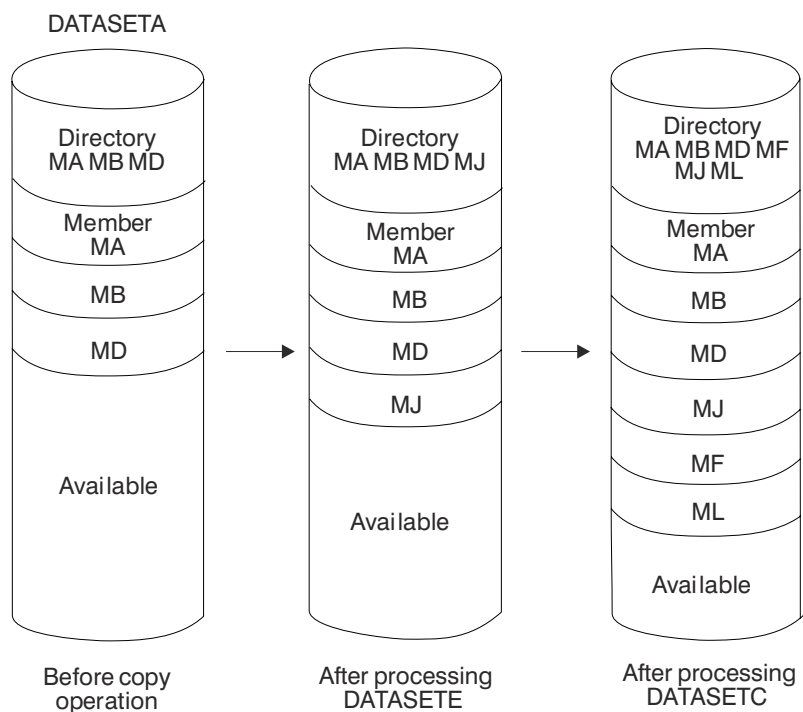 DATASETA
Directory
MA MB MD
Member
MA
MB
MD
Available
Before copy
operation
Directory
MA MB MD MJ
Member
MA
MB
MD
MJ
Available
After processing
DATASETE
Directory
MA MB MD MF
MJ ML
Member
MA
MB
MD
MJ
MF
ML
Available
After processing
DATASETC